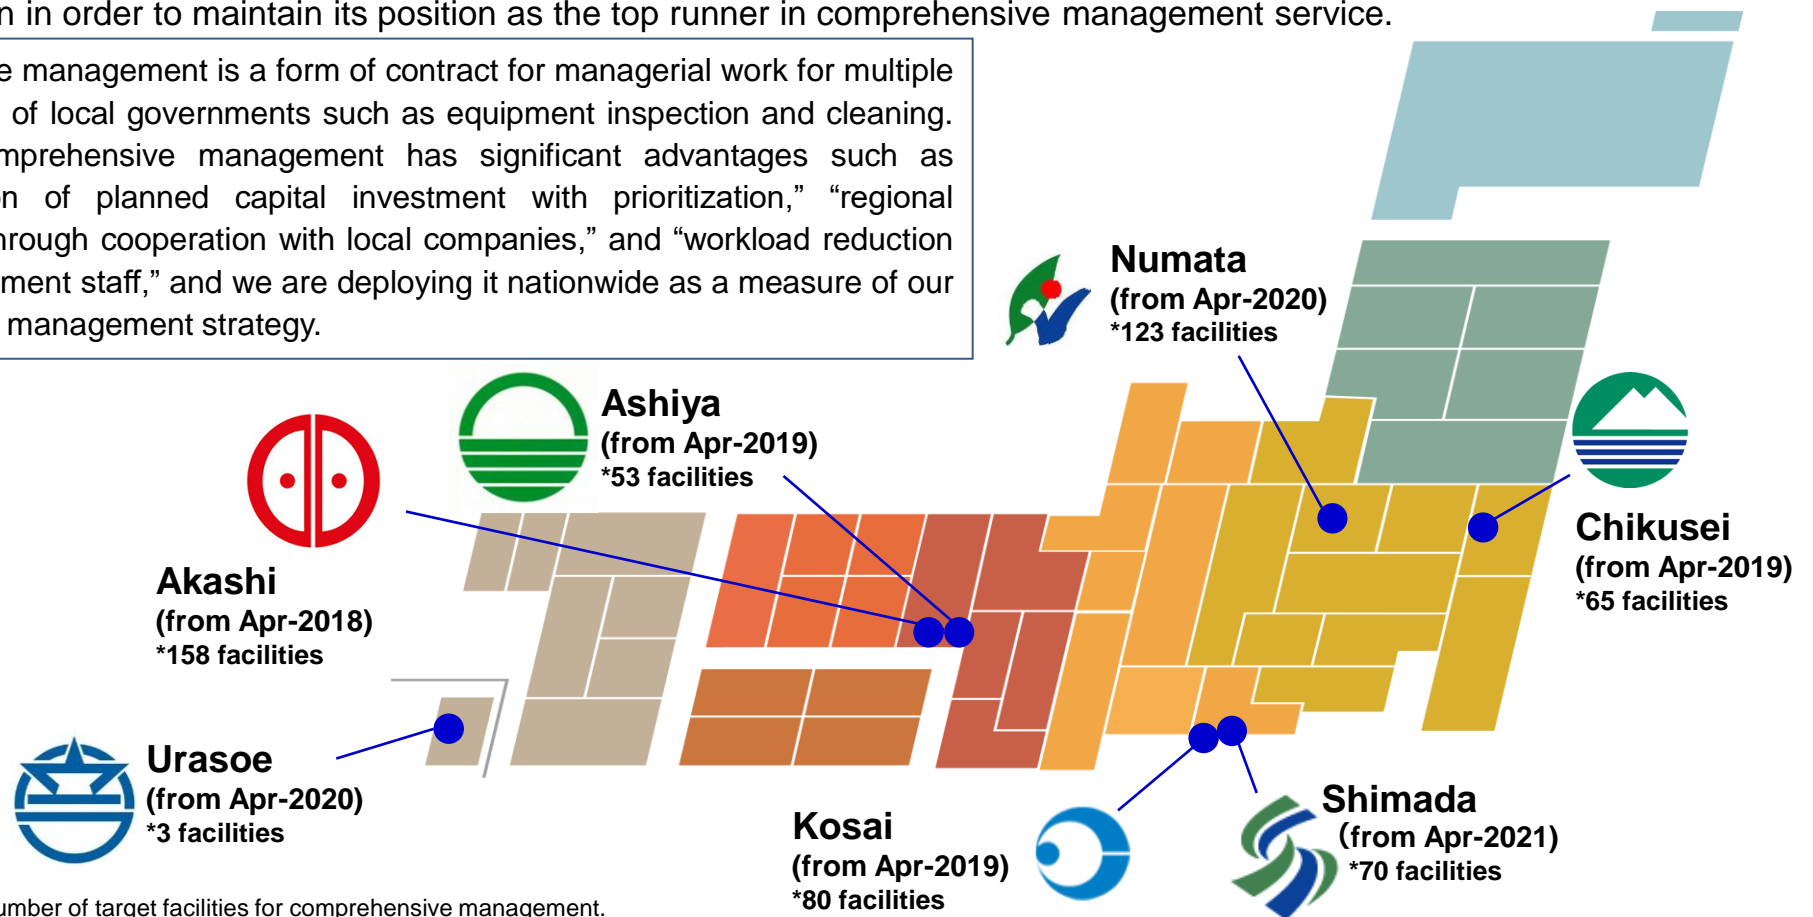 n in order to maintain its position as the top runner in comprehensive management service.
e management is a form of contract for managerial work for multiple
of local governments such as equipment inspection and cleaning.
mprehensive management has significant advantages such as
on of planned capital investment with prioritization,” “regional
hrough cooperation with local companies,” and “workload reduction
ment staff,” and we are deploying it nationwide as a measure of our
management strategy.
Numata
(from Apr-2020)
*123 facilities
Ashiya
(from Apr-2019)
*53 facilities
Akashi
(from Apr-2018)
*158 facilities
Chikusei
(from Apr-2019)
*65 facilities
Urasoe
(from Apr-2020)
*3 facilities
Kosai
(from Apr-2019)
*80 facilities
Shimada
(from Apr-2021)
*70 facilities
umber of target facilities for comprehensive management.